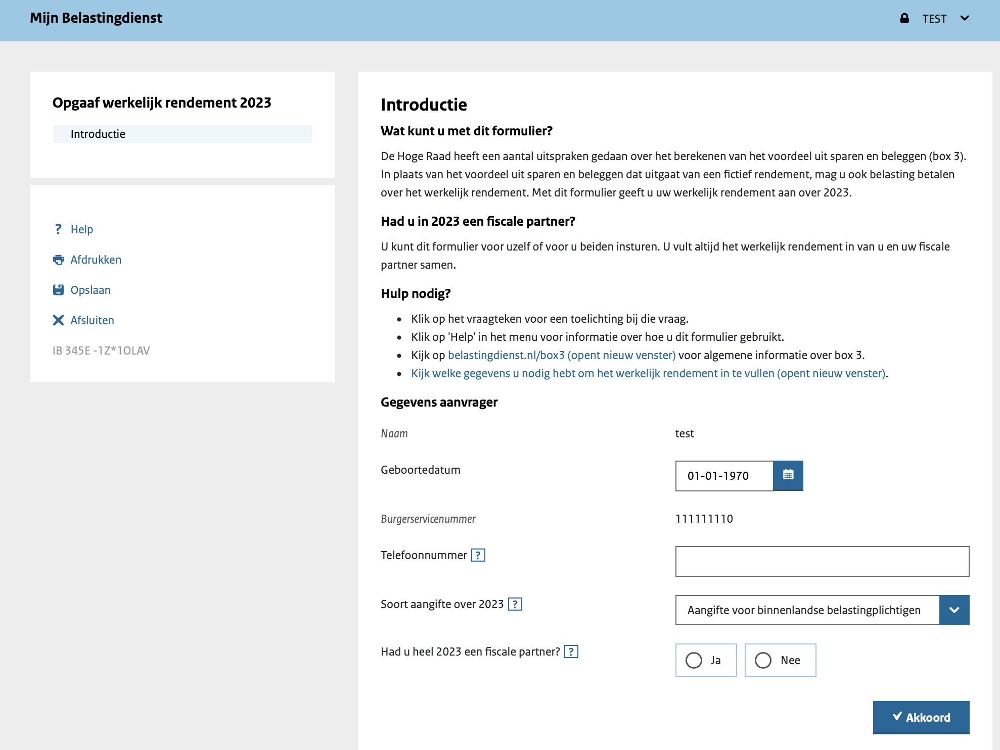 Mijn Belastingdienst
TEST
Opgaaf werkelijk rendement 2023
Introductie
? Help
Afdrukken
Opslaan
Afsluiten
IB 345E -1Z*1OLAV
Introductie
Wat kunt u met dit formulier?
De Hoge Raad heeft een aantal uitspraken gedaan over het berekenen van het voordeel uit sparen en beleggen (box 3).
In plaats van het voordeel uit sparen en beleggen dat uitgaat van een fictief rendement, mag u ook belasting betalen
over het werkelijk rendement. Met dit formulier geeft u uw werkelijk rendement aan over 2023.
Had u in 2023 een fiscale partner?
U kunt dit formulier voor uzelf of voor u beiden insturen. U vult altijd het werkelijk rendement in van u en uw fiscale
partner samen.
Hulp nodig?
• Klik op het vraagteken voor een toelichting bij die vraag.
• Klik op 'Help' in het menu voor informatie over hoe u dit formulier gebruikt.
• Kijk op belastingdienst.nl/box3 (opent nieuw venster) voor algemene informatie over box 3.
• Kijk welke gegevens u nodig hebt om het werkelijk rendement in te vullen (opent nieuw venster).
Gegevens aanvrager
Naam test
Geboortedatum 01-01-1970
Burgerservicenummer 111111110
Telefoonnummer ?
Soort aangifte over 2023 ? Aangifte voor binnenlandse belastingplichtigen
Had u heel 2023 een fiscale partner? ? Ja Nee
Akkoord